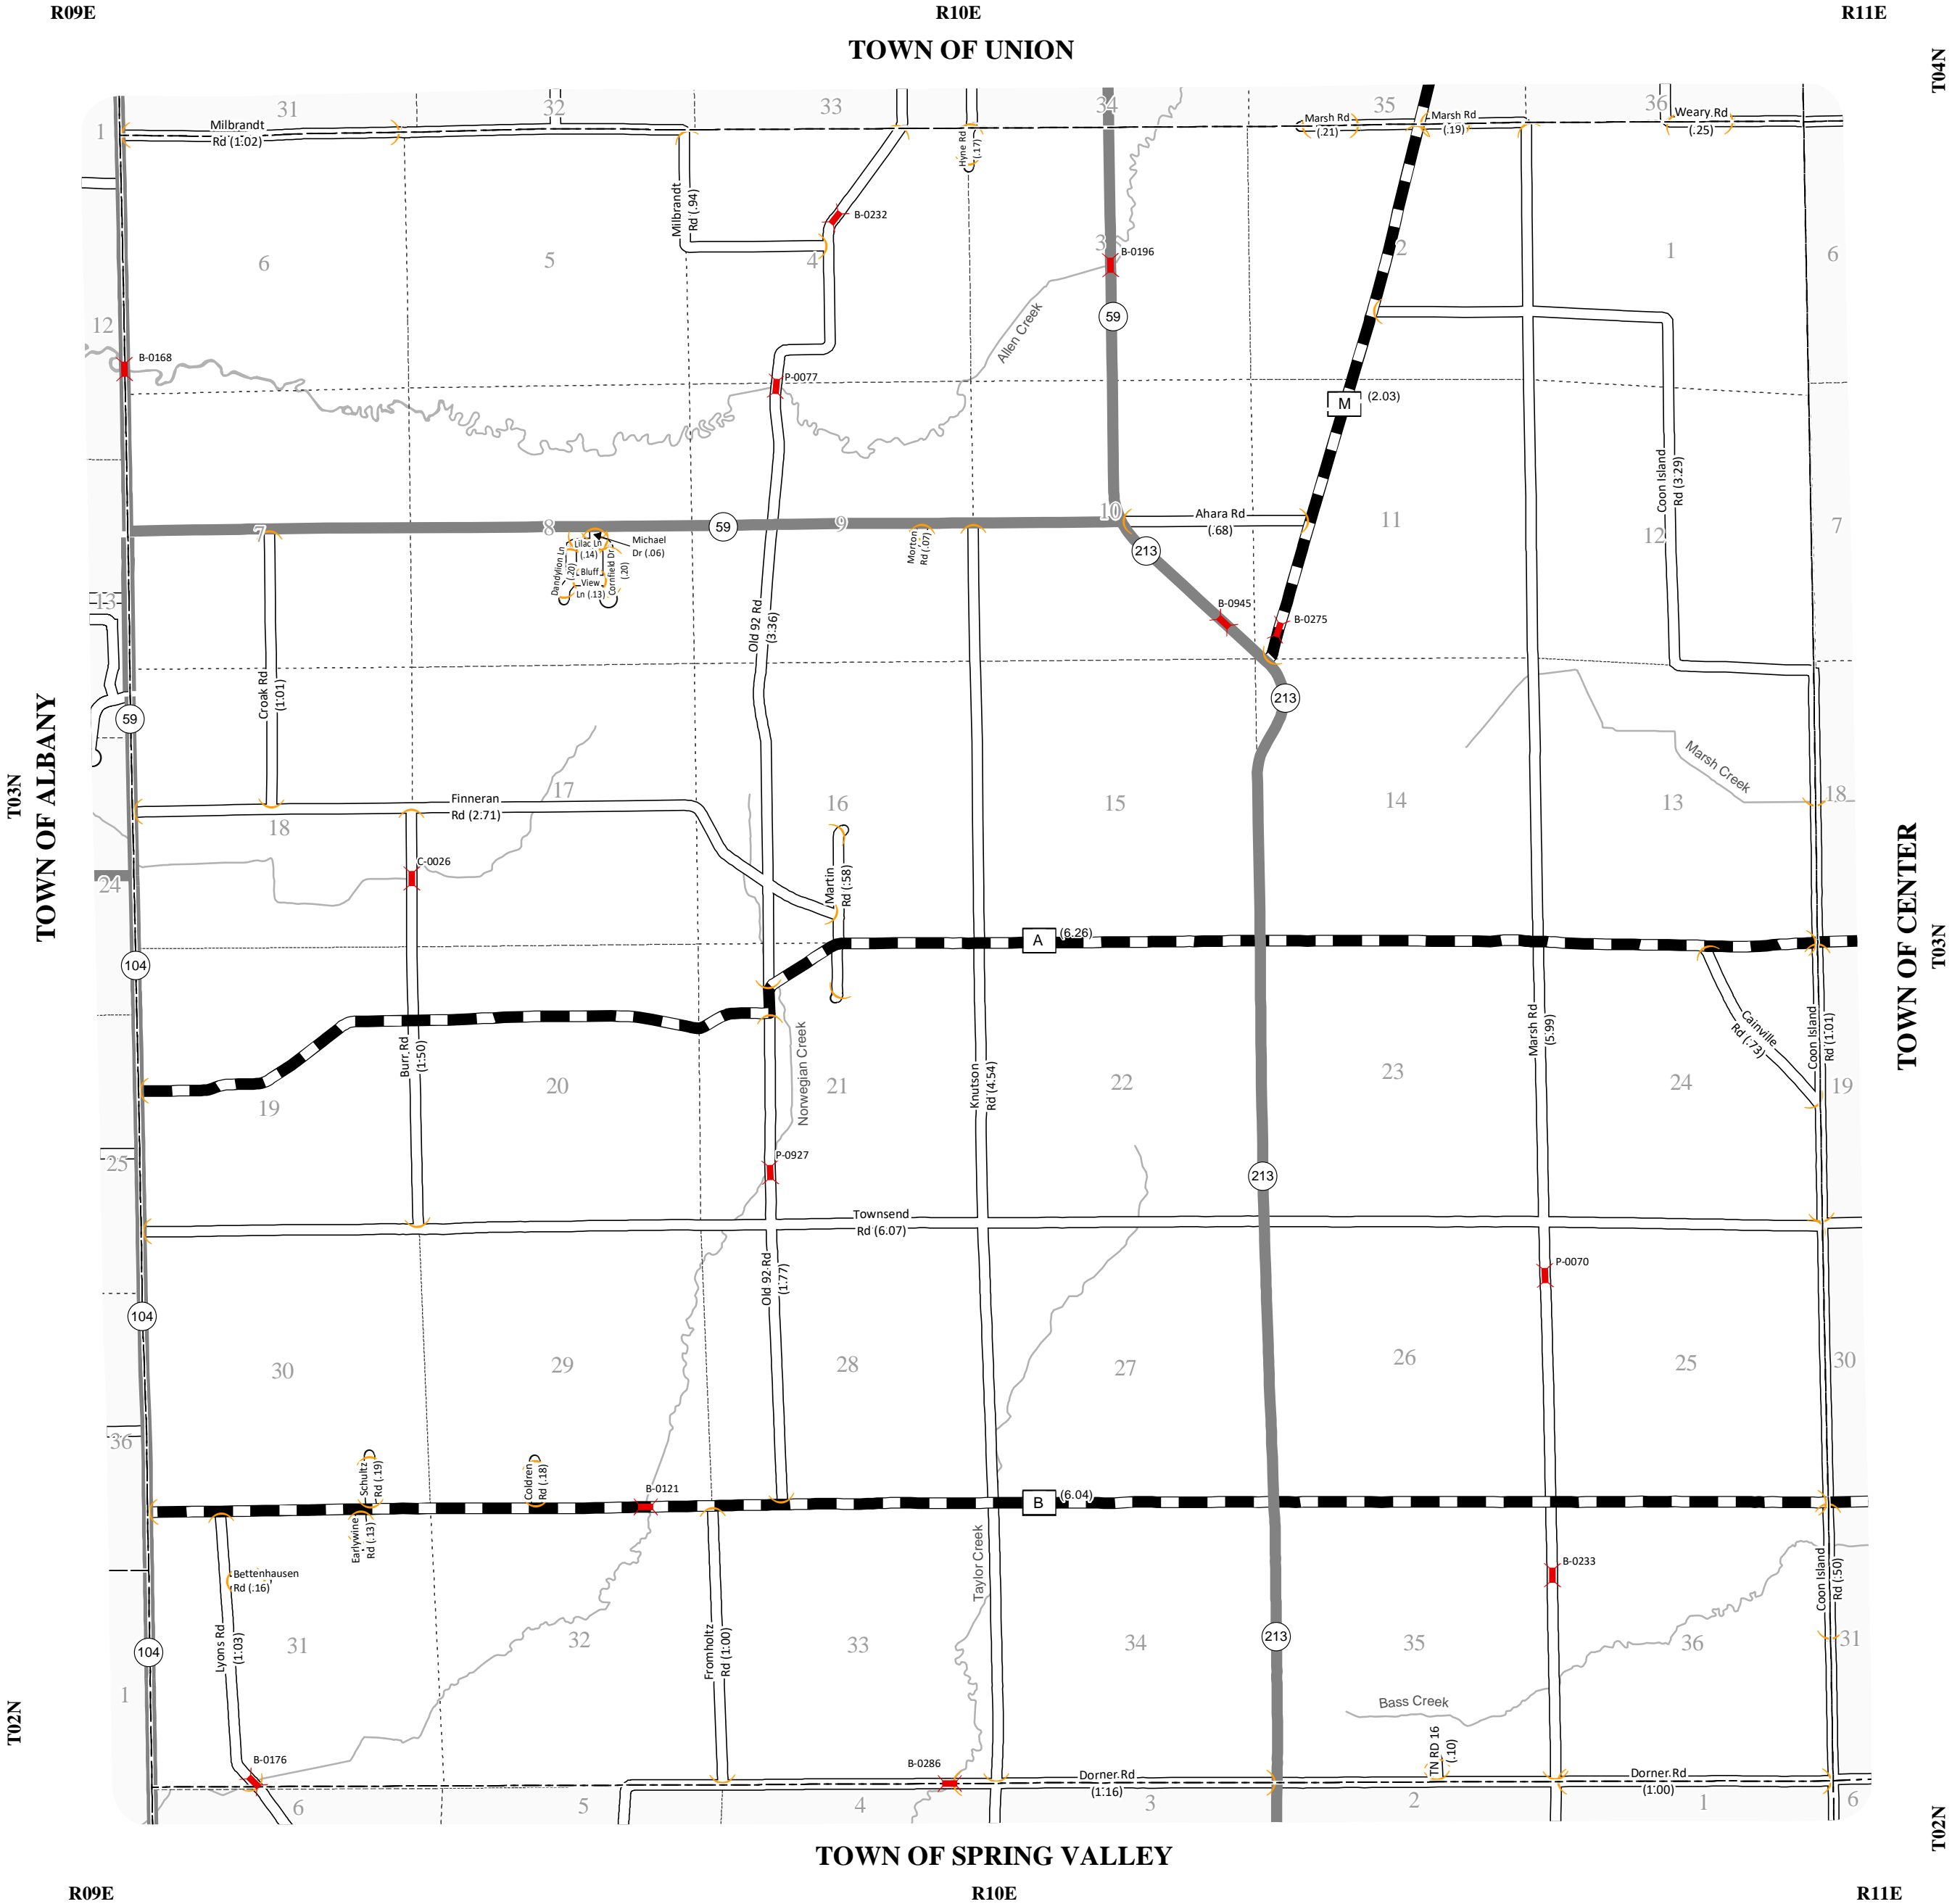 R09E
R10E
R11E
TOWN OF UNION
T04N
31
32
33
34
35
36
1
Milbrandt
Rd (1.02)
Marsh Rd
(.21)
Marsh Rd
(.19)
Weary Rd
(.25)
Hyne Rd
(.17)
Milbrandt
Rd (.94)
B-0232
B-0196
6
5
4
3
2
1
6
59
12
Allen Creek
B-0168
P-0077
M
(2.03)
Coon Island
Rd (3.29)
7
8
59
9
10
Ahara Rd
(.68)
11
12
7
Lilac Ln
(.14)
Michael
Dr (.06)
Dandylion Ln
(.20)
Bluff
View
Ln (.13)
Cornfield Dr
(.20)
Morton
Rd (.07)
213
13
B-0945
B-0275
Old 92 Rd
(3.36)
Croak Rd
(1.01)
59
213
TOWN OF ALBANY
T03N
Marsh Creek
17
16
15
14
13
18
Finneran
Rd (2.71)
18
C-0026
24
Martin
Rd (.58)
TOWN OF CENTER
T03N
A
(6.26)
104
Burr Rd
(1.50)
Norwegian Creek
Knutson
Rd (4.54)
Marsh Rd
(5.99)
Cainville
Rd (.73)
Coon Island
Rd (1.01)
19
20
21
22
23
24
19
25
P-0927
213
Townsend
Rd (6.07)
P-0070
Old 92 Rd
(1.77)
104
30
29
28
27
26
25
30
36
Schultz
Rd (.19)
Coldren
Rd (.18)
B-0121
B
(6.04)
Earlywine
Rd (.13)
Taylor Creek
B-0233
Coon Island
Rd (.50)
Bettenhausen
Rd (.16)
Lyons Rd
(1.03)
Fromholtz
Rd (1.00)
104
31
32
33
34
213
35
36
31
1
T02N
Bass Creek
TN RD 16
(.10)
B-0176
B-0286
Dorner Rd
(1.16)
Dorner Rd
(1.00)
6
5
4
3
2
1
6
T02N
TOWN OF SPRING VALLEY
R09E
R10E
R11E